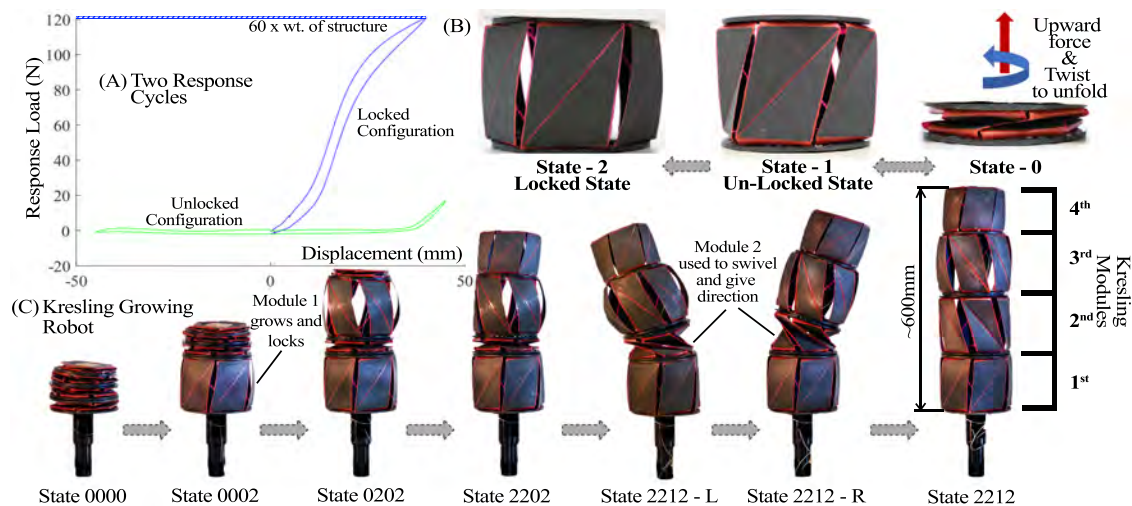 120
100
80
60
40
20
0
-20
Response Load (N)
60 x wt. of structure
(A) Two Response
Cycles
Locked
Configuration
Unlocked
Configuration
Displacement (mm)
-50
0
50
(B)
State - 2
Locked State
State - 1
Un-Locked State
State - 0
Upward
force
&
Twist
to unfold
(C) Kresling Growing
Robot
Module 1
grows and
locks
Module 2
used to swivel
and give
direction
~600mm
4th
3rd
2nd
1st
Kresling
Modules
State 0000
State 0002
State 0202
State 2202
State 2212 - L
State 2212 - R
State 2212